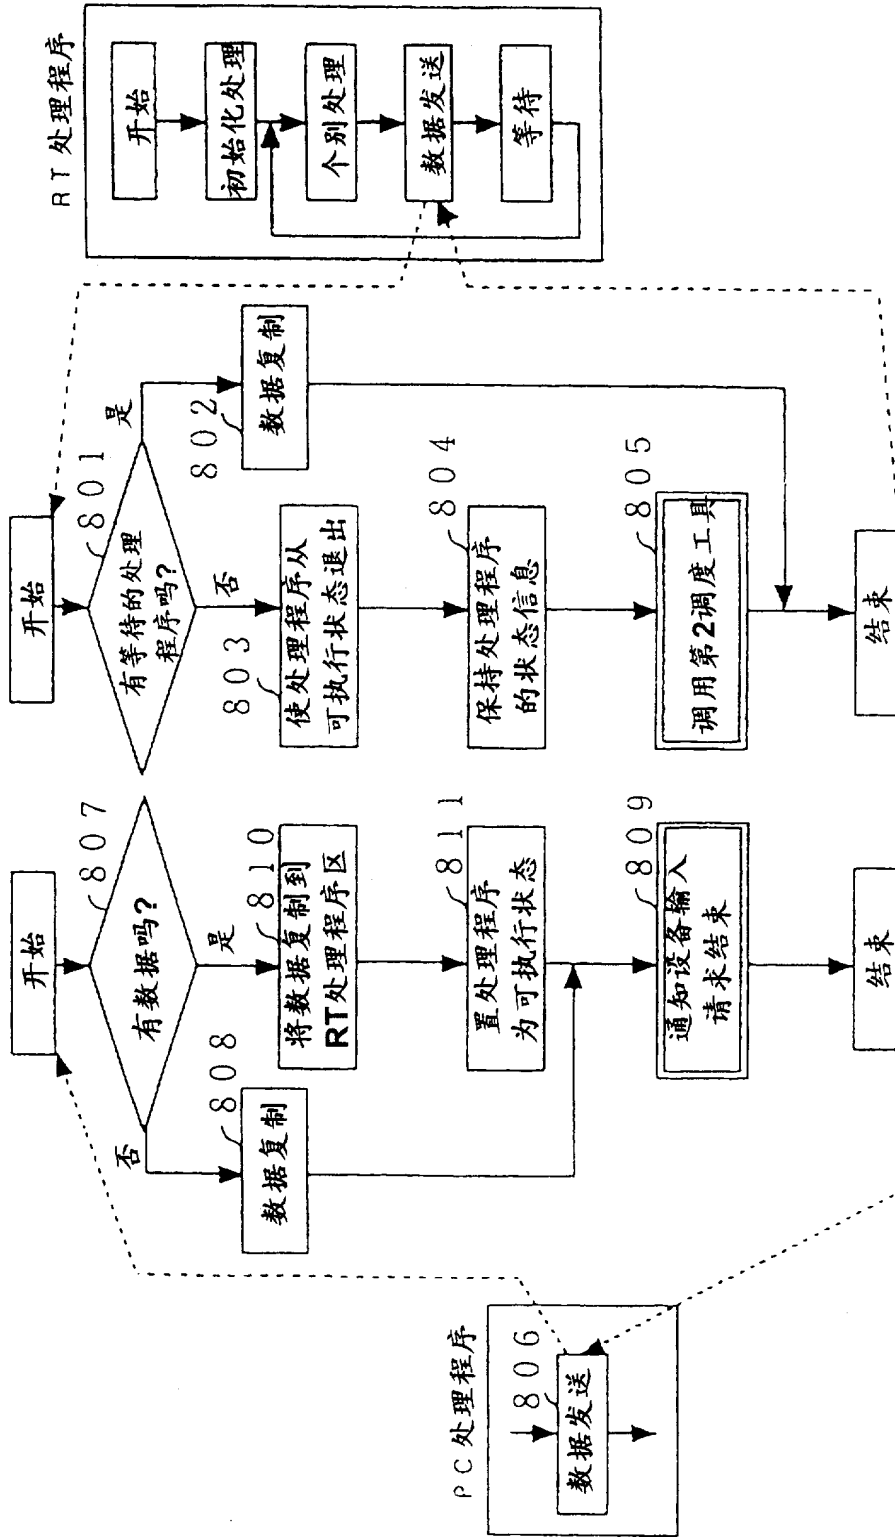 PC处理程序
806
数据发送
开始
807
有数据吗?
否
是
808
数据复制
810
将数据复制到
RT处理程序区
811
置处理程序
为可执行状态
809
通知设备输入
请求结束
结束
开始
801
有等待的处理
程序吗?
是
否
802
数据复制
803
使处理程序从
可执行状态退出
804
保持处理程序
的状态信息
805
调用第2调度工具
结束
RT处理程序
开始
初始化处理
个别处理
数据发送
等待